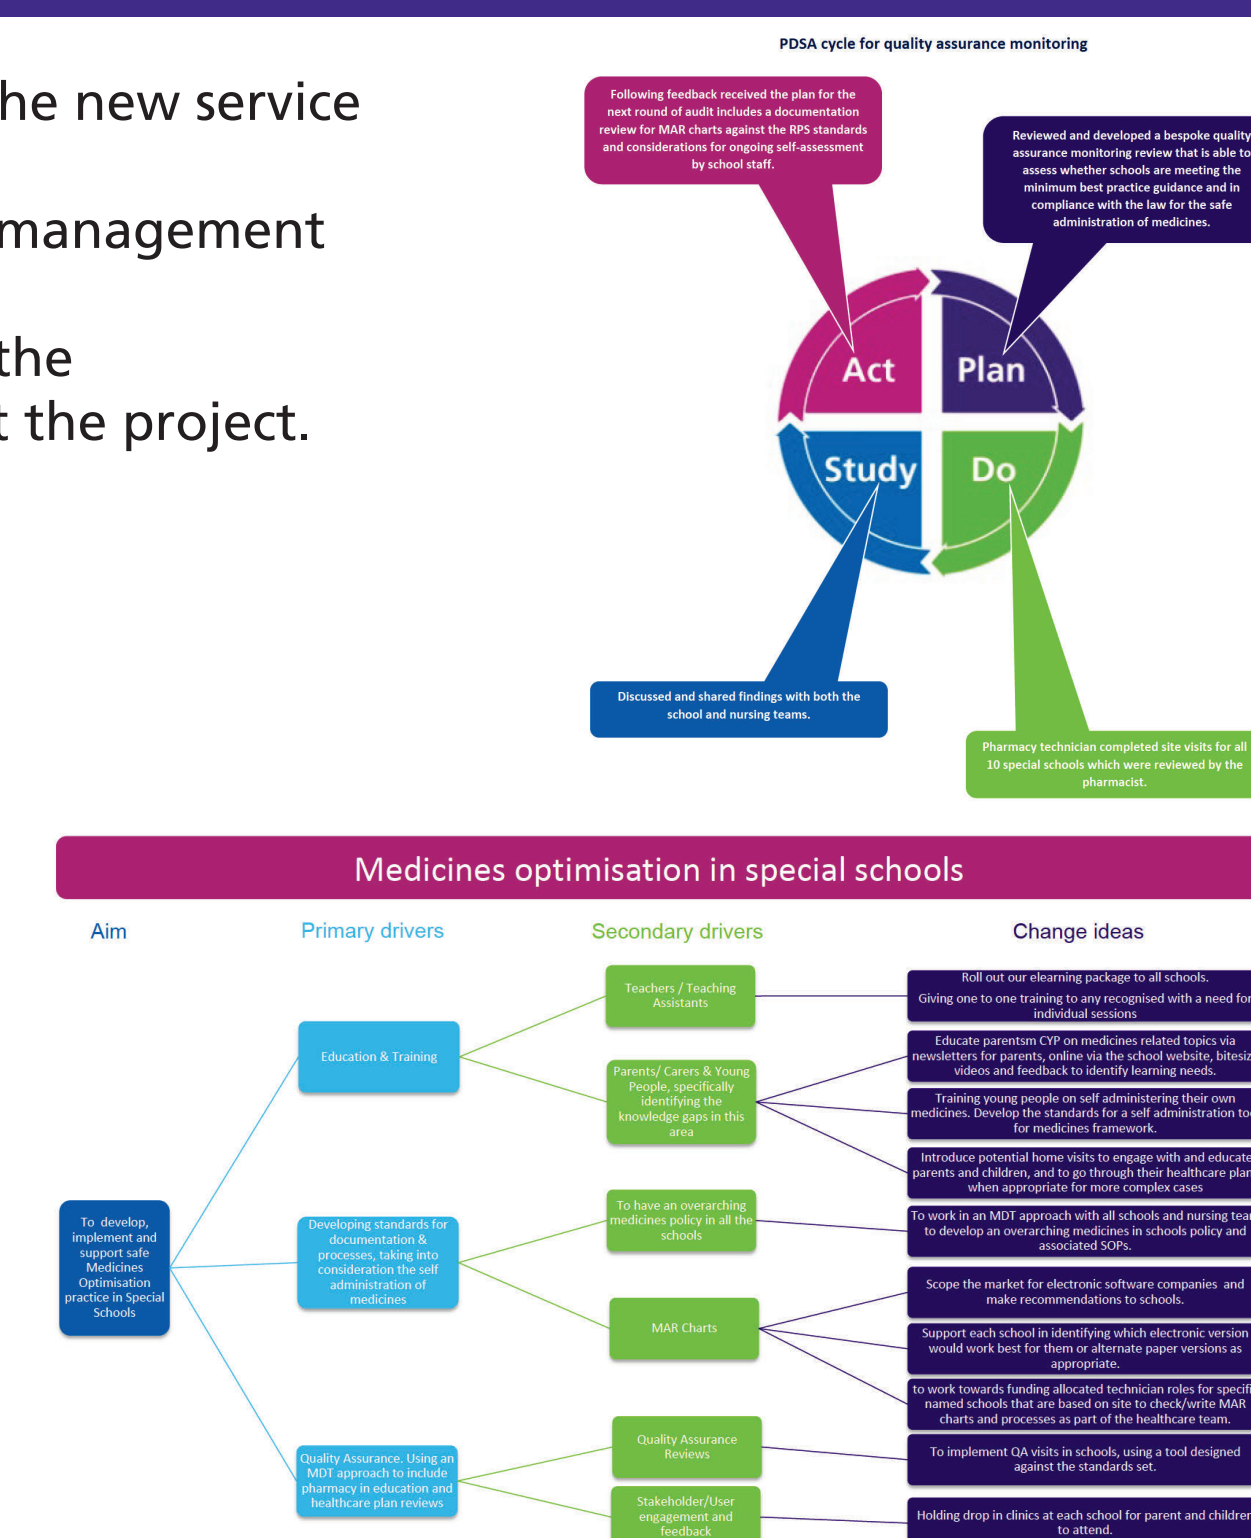 he new service
management
the
t the project.
PDSA cycle for quality assurance monitoring
Following feedback received the plan for the
next round of audit includes a documentation
review for MAR charts against the RPS standards
and considerations for ongoing self-assessment
by school staff.
Reviewed and developed a bespoke quality
assurance monitoring review that is able to
assess whether schools are meeting the
minimum best practice guidance and in
compliance with the law for the safe
administration of medicines.
Act
Plan
Study
Do
Discussed and shared findings with both the
school and nursing teams.
Pharmacy technician completed site visits for all
10 special schools which were reviewed by the
pharmacist.
Medicines optimisation in special schools
Aim
Primary drivers
Secondary drivers
Change ideas
To develop,
implement and
support safe
Medicines
Optimisation
practice in Special
Schools
Education & Training
Developing standards for
documentation &
processes, taking into
consideration the self
administration of
medicines
Quality Assurance. Using an
MDT approach to include
pharmacy in education and
healthcare plan reviews
Teachers / Teaching
Assistants
Parents/ Carers & Young
People, specifically
identifying the
knowledge gaps in this
area
To have an overarching
medicines policy in all the
schools
MAR Charts
Quality Assurance
Reviews
Stakeholder/User
engagement and
feedback
Roll out our elearning package to all schools.
Giving one to one training to any recognised with a need for
individual sessions
Educate parentsm CYP on medicines related topics via
newsletters for parents, online via the school website, bitesiz
videos and feedback to identify learning needs.
Training young people on self administering their own
medicines. Develop the standards for a self administration too
for medicines framework.
Introduce potential home visits to engage with and educate
parents and children, and to go through their healthcare plan
when appropriate for more complex cases
To work in an MDT approach with all schools and nursing tea
to develop an overarching medicines in schools policy and
associated SOPs.
Scope the market for electronic software companies and
make recommendations to schools.
Support each school in identifying which electronic version
would work best for them or alternate paper versions as
appropriate.
to work towards funding allocated technician roles for specifi
named schools that are based on site to check/write MAR
charts and processes as part of the healthcare team.
To implement QA visits in schools, using a tool designed
against the standards set.
Holding drop in clinics at each school for parent and children
to attend.